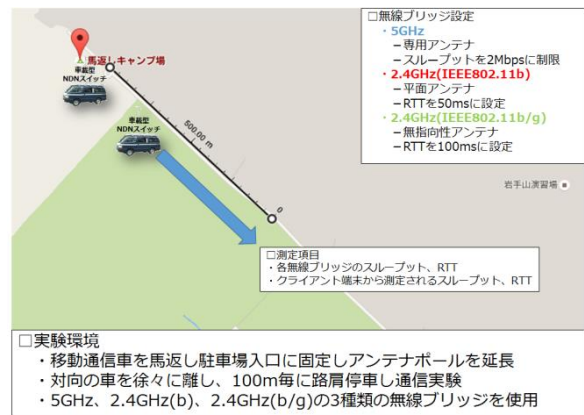 □無線ブリッジ設定
・5GHz
－専用アンテナ
－スループットを2Mbpsに制限
・2.4GHz(IEEE802.11b)
－平面アンテナ
－RTTを50msに設定
・2.4GHz(IEEE802.11b/g)
－無指向性アンテナ
－RTTを100msに設定
馬返しキャンプ場
車載型
NDNスイッチ
車載型
NDNスイッチ
500.00 m
0
岩手山演習場
□測定項目
・各無線ブリッジのスループット、RTT
・クライアント端末から測定されるスループット、RTT
□実験環境
・移動通信車を馬返し駐車場入口に固定しアンテナポールを延長
・対向の車を徐々に離し、100m毎に路肩停車し通信実験
・5GHz、2.4GHz(b)、2.4GHz(b/g)の3種類の無線ブリッジを使用